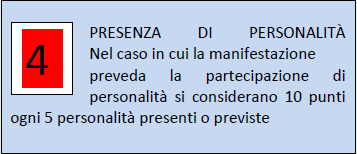 4
PRESENZA DI PERSONALITÀ
Nel caso in cui la manifestazione
preveda la partecipazione di
personalità si considerano 10 punti
ogni 5 personalità presenti o previste